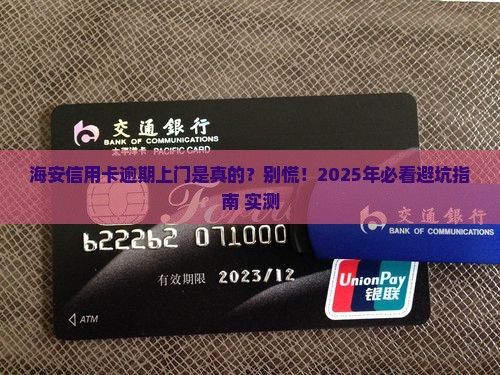 交通銀行
BANK OF COMMUNICATIONS
太平洋卡 PACIFIC CARD
海安信用卡逾期上门是真的？别慌！2025年必看避坑指
南 实测
交通銀行
BANK OF COMMUNICATIONS
622262 071000
有效期限 2023/12
UnionPay
银联
ATM